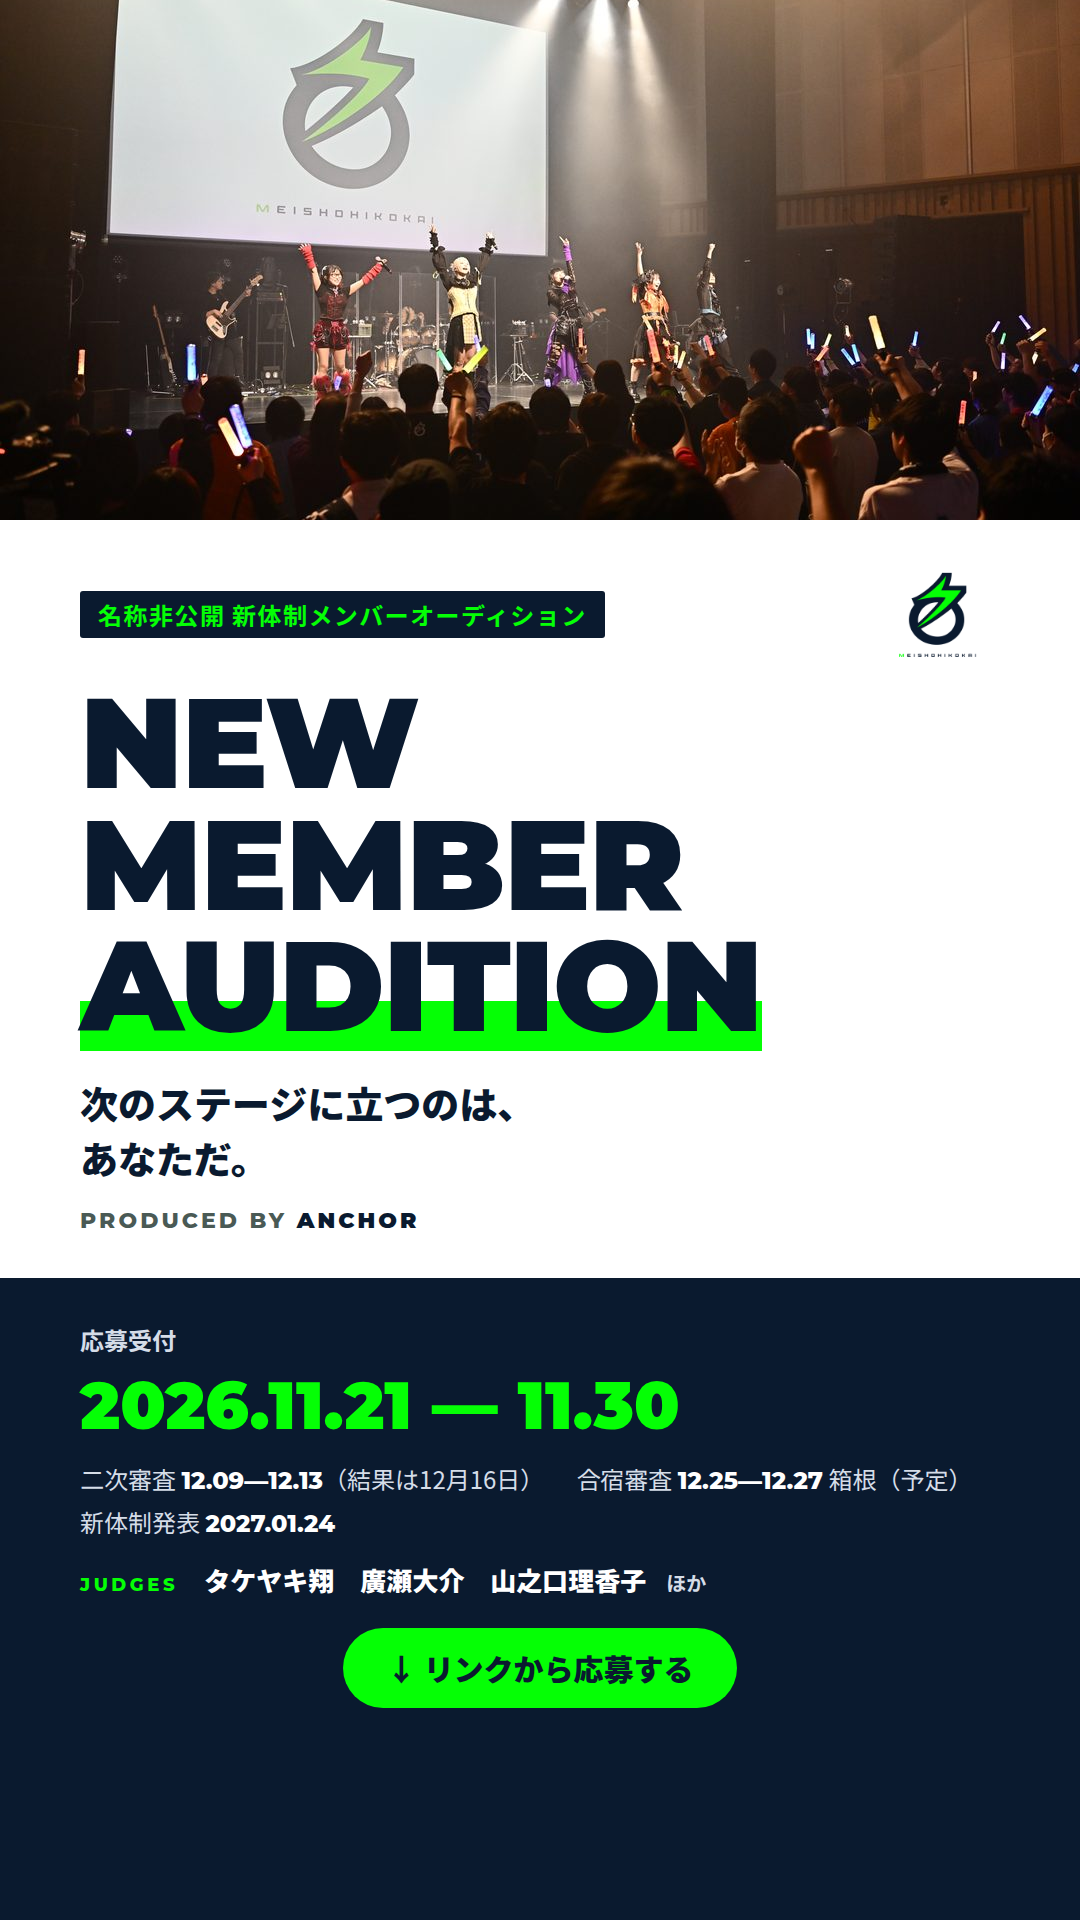 MEISHOHIKOKAI
名称非公開 新体制メンバーオーディション
MEISHOHIKOKAI
NEW
MEMBER
AUDITION
次のステージに立つのは、
あなただ。
PRODUCED BY ANCHOR
応募受付
2026.11.21 — 11.30
二次審査 12.09—12.13（結果は12月16日） 合宿審査 12.25—12.27 箱根（予定）
新体制発表 2027.01.24
JUDGES タケヤキ翔 廣瀬大介 山之口理香子 ほか
↓ リンクから応募する